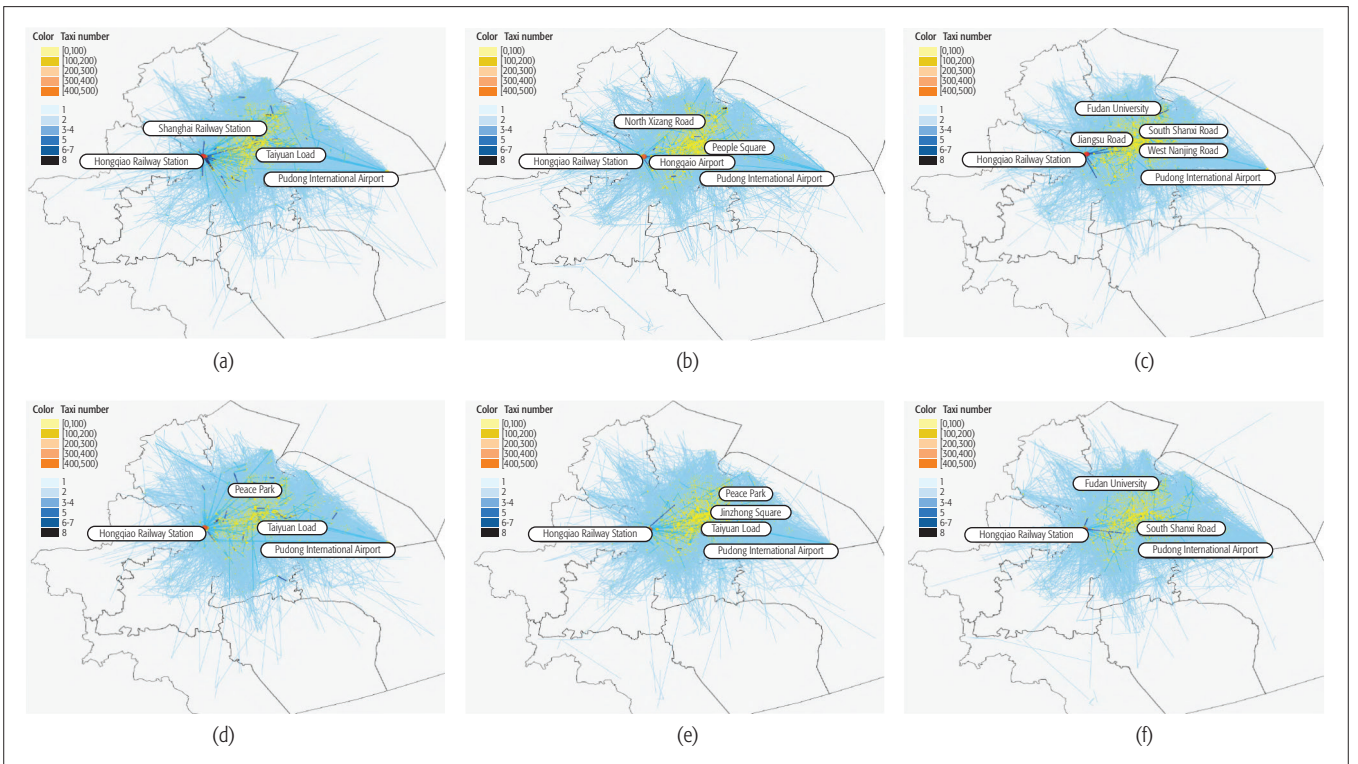 Color Taxi number
[0,100)
[100,200)
[200,300)
[300,400)
[400,500)
1
2
3-4
5
6-7
8
Shanghai Railway Station
Hongqiao Railway Station
Taiyuan Load
Pudong International Airport
(a)
Color Taxi number
[0,100)
[100,200)
[200,300)
[300,400)
[400,500)
1
2
3-4
5
6-7
8
North Xizang Road
People Square
Hongqiao Railway Station
Hongqaio Airport
Pudong International Airport
(b)
Color Taxi number
[0,100)
[100,200)
[200,300)
[300,400)
[400,500)
1
2
3-4
5
6-7
8
Fudan University
South Shanxi Road
Jiangsu Road
West Nanjing Road
Hongqiao Railway Station
Pudong International Airport
(c)
Color Taxi number
[0,100)
[100,200)
[200,300)
[300,400)
[400,500)
1
2
3-4
5
6-7
8
Peace Park
Taiyuan Load
Hongqiao Railway Station
Pudong International Airport
(d)
Color Taxi number
[0,100)
[100,200)
[200,300)
[300,400)
[400,500)
1
2
3-4
5
6-7
8
Peace Park
Jinzhong Square
Taiyuan Load
Hongqiao Railway Station
Pudong International Airport
(e)
Color Taxi number
[0,100)
[100,200)
[200,300)
[300,400)
[400,500)
1
2
3-4
5
6-7
8
Fudan University
South Shanxi Road
Hongqiao Railway Station
Pudong International Airport
(f)